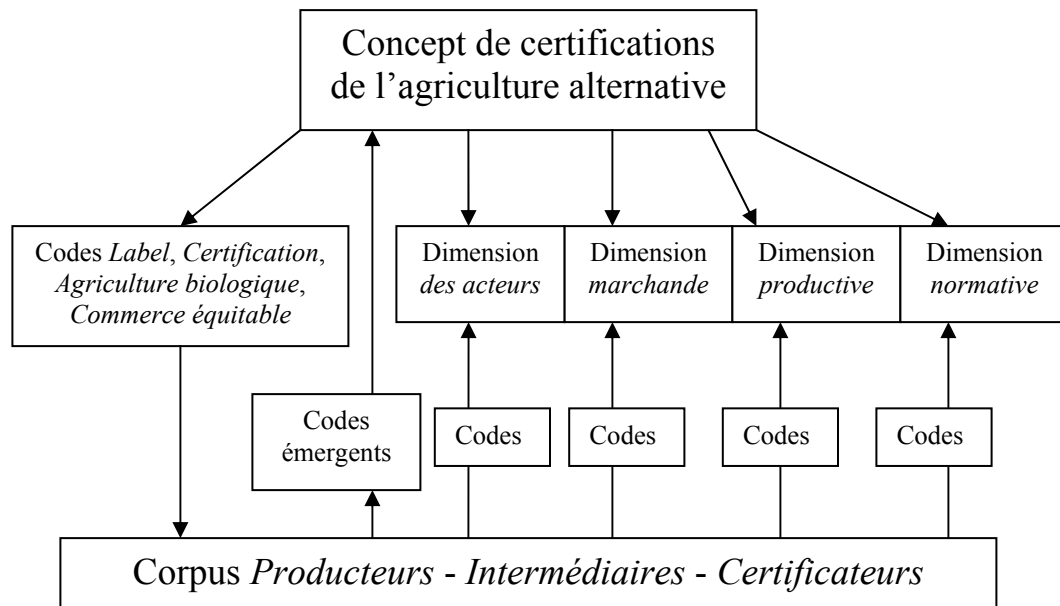 Concept de certifications
de l’agriculture alternative
Codes Label, Certification,
Agriculture biologique,
Commerce équitable
Dimension
des acteurs
Dimension
marchande
Dimension
productive
Dimension
normative
Codes
émergents
Codes
Codes
Codes
Codes
Corpus Producteurs - Intermédiaires - Certificateurs